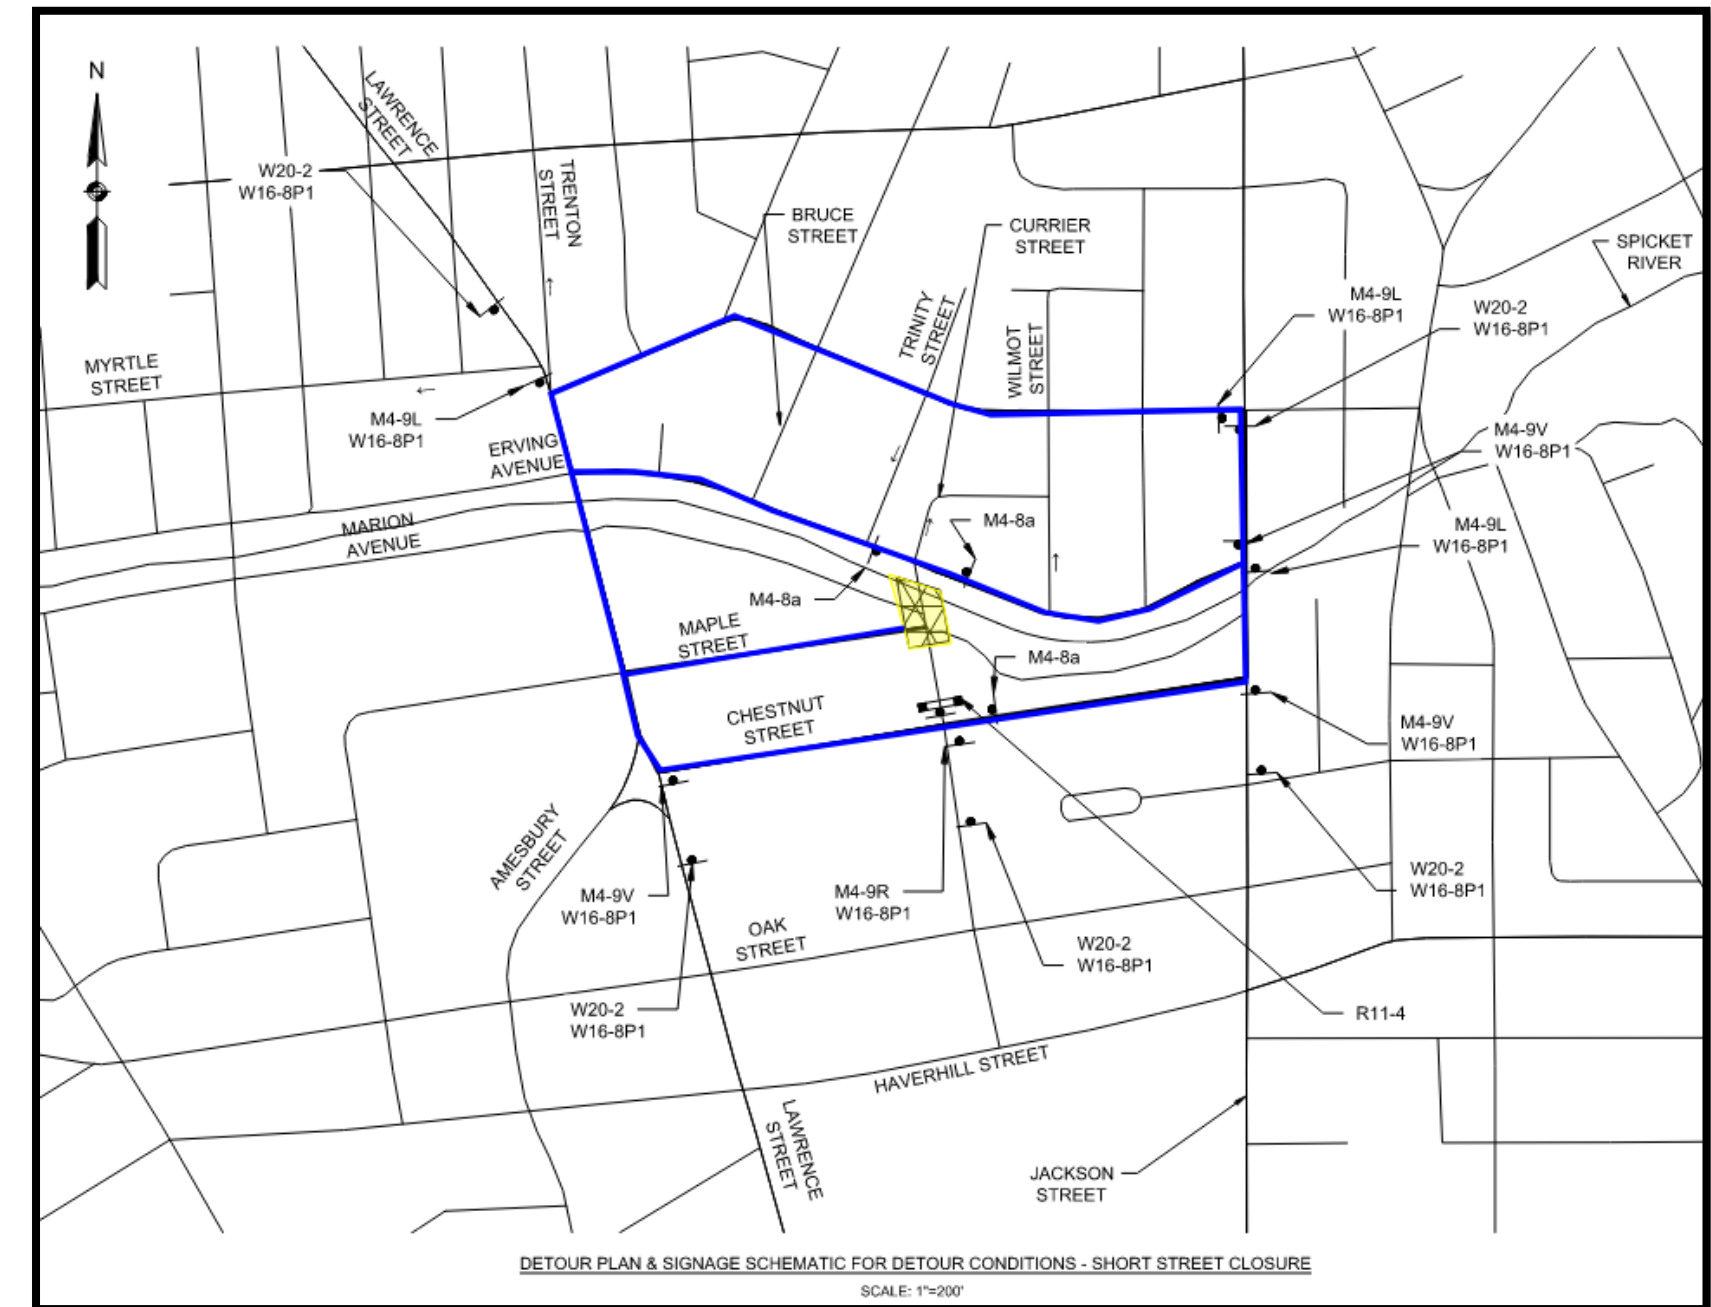 N
LAWRENCE
STREET
W20-2
W16-8P1
TRENTON
STREET
BRUCE
STREET
CURRIER
STREET
SPICKET
RIVER
M4-9L
W16-8P1
W20-2
W16-8P1
TRINITY
STREET
WILMOT
STREET
MYRTLE
STREET
M4-9L
W16-8P1
ERVING
AVENUE
M4-9V
W16-8P1
MARION
AVENUE
M4-8a
M4-9L
W16-8P1
M4-8a
MAPLE
STREET
M4-8a
CHESTNUT
STREET
M4-9V
W16-8P1
AMESBURY
STREET
M4-9V
W16-8P1
M4-9R
W16-8P1
W20-2
W16-8P1
OAK
STREET
W20-2
W16-8P1
W20-2
W16-8P1
R11-4
HAVERHILL STREET
LAWRENCE
STREET
JACKSON
STREET
DETOUR PLAN & SIGNAGE SCHEMATIC FOR DETOUR CONDITIONS - SHORT STREET CLOSURE
SCALE: 1"=200'